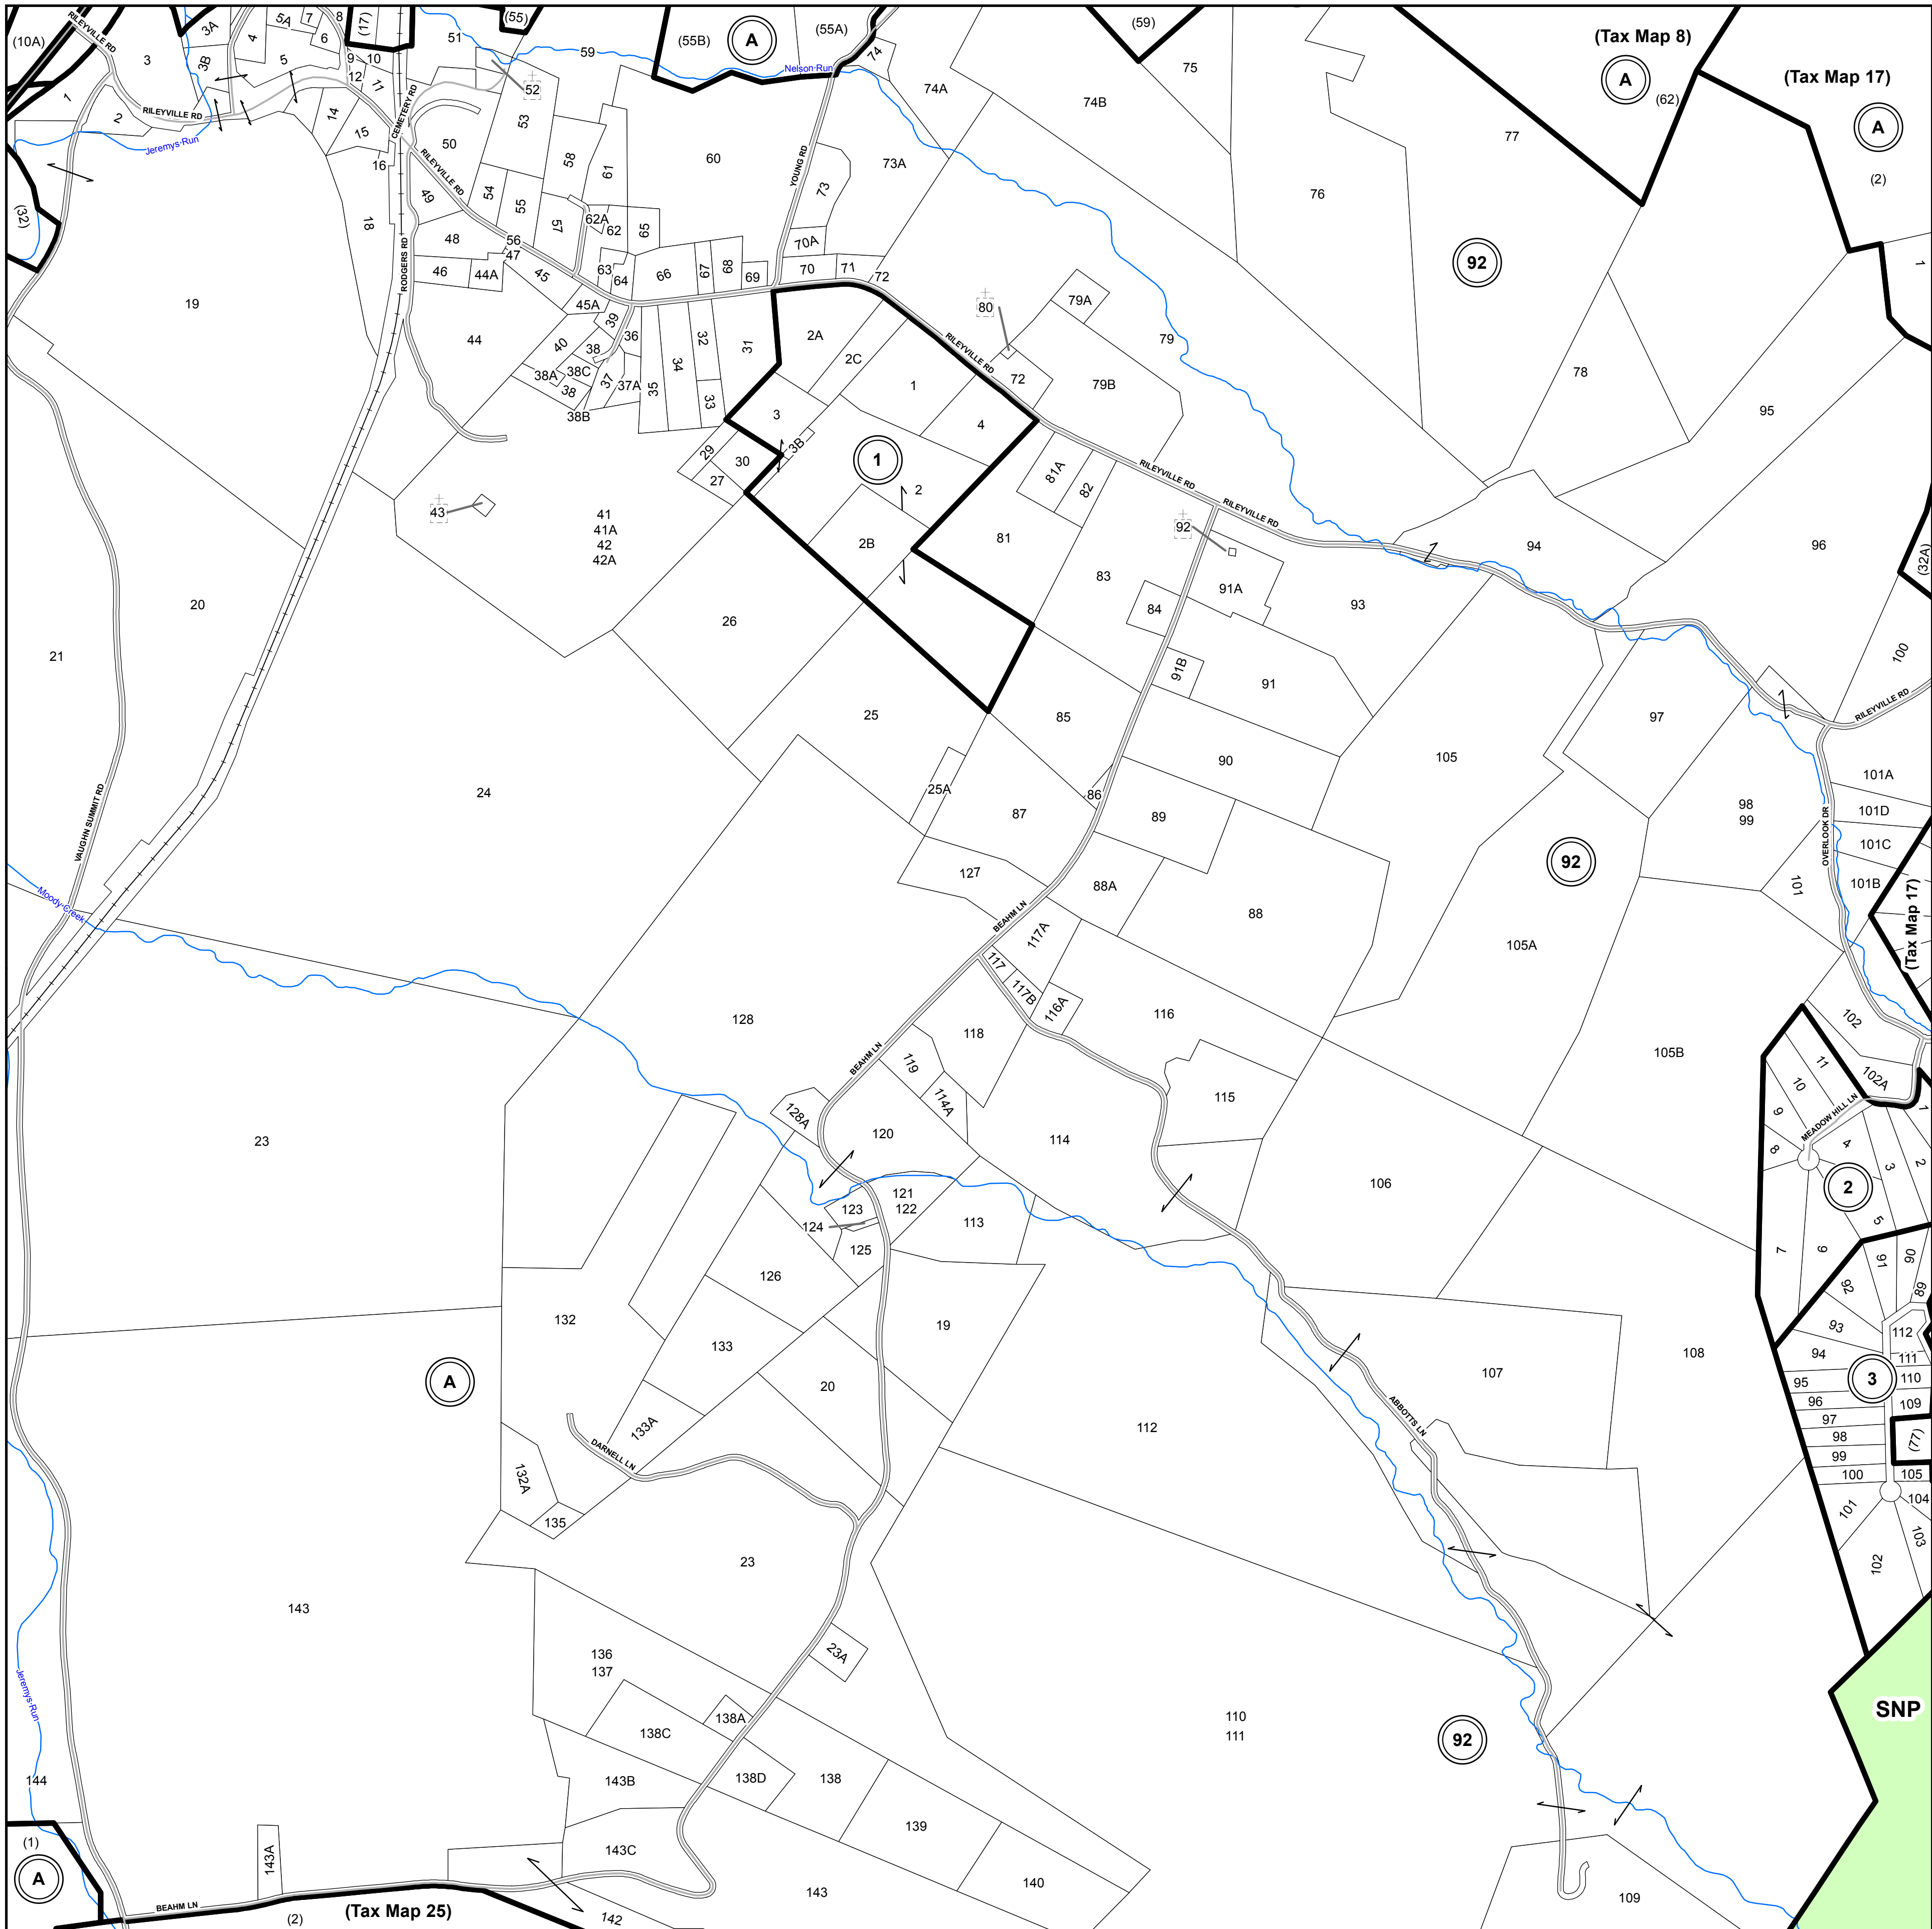 RILEYVILLE RD
(10A)
3
3A
3B
4
5A
7
8
6
5
(17)
9
10
12
11
51
(55)
59
52
(55B)
A
(55A)
74
Nelson-Run
(59)
75
74A
74B
(Tax Map 8)
A
(62)
77
(Tax Map 17)
A
(2)
1
1
2
RILEYVILLE RD
Jeremys-Run
14
15
16
CEMETERY RD
50
53
58
61
60
YOUNG RD
73
73A
76
(32)
18
49
RILEYVILLE RD
54
55
57
62A
62
65
70A
92
48
56
47
46
44A
45
63
64
66
67
68
69
70
71
72
RODGERS RD
19
45A
39
36
80
79A
79
44
40
38
38A
38C
38
38B
37
37A
35
34
32
33
31
2A
2C
1
RILEYVILLE RD
72
79B
78
95
3
4
29
30
27
3B
1
2
2B
81A
82
RILEYVILLE RD
RILEYVILLE RD
43
41
41A
42
42A
81
92
94
96
(32A)
20
21
26
83
84
91A
93
100
91B
91
RILEYVILLE RD
25
85
97
90
105
24
25A
87
86
89
98
99
101A
101D
101C
101B
OVERLOOK DR
VAUGHN SUMMIT RD
92
101
(Tax Map 17)
127
88A
88
Moody-Creek
BEAHM LN
117A
105A
117
117B
116A
116
128
118
102
105B
BEAHM LN
119
114A
115
11
10
102A
9
8
MEADOW HILL LN
1
4
2
3
128A
120
114
23
106
2
121
122
123
124
125
113
5
7
6
91
90
126
92
89
132
133
19
93
112
107
108
94
111
A
20
3
110
95
109
96
97
98
(77)
99
100
105
104
133A
DARNELL LN
112
ABBOTTS LN
132A
135
101
103
102
23
143
136
137
23A
SNP
Jeremys-Run
138C
138A
110
111
92
144
143B
138D
138
139
(1)
A
143A
143C
140
143
109
BEAHM LN
(2)
(Tax Map 25)
142